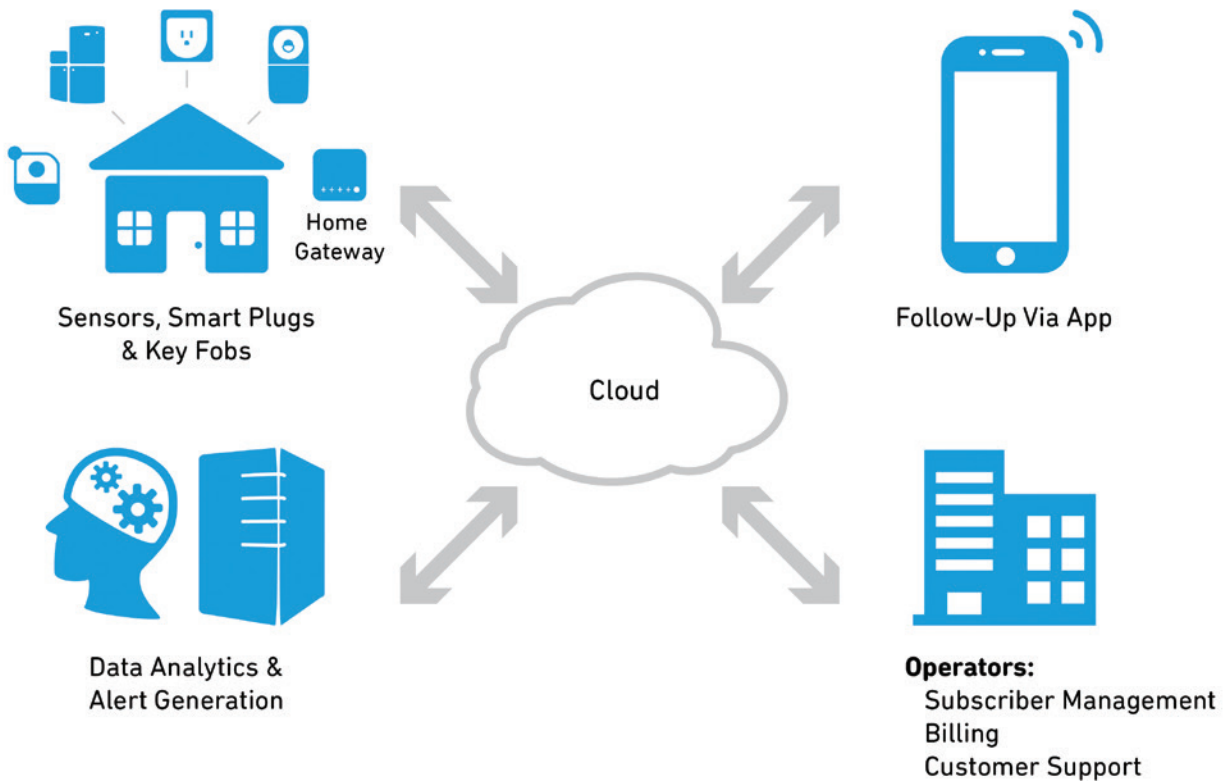 Home
Gateway
Sensors, Smart Plugs
& Key Fobs
Follow-Up Via App
Cloud
Data Analytics &
Alert Generation
Operators:
Subscriber Management
Billing
Customer Support